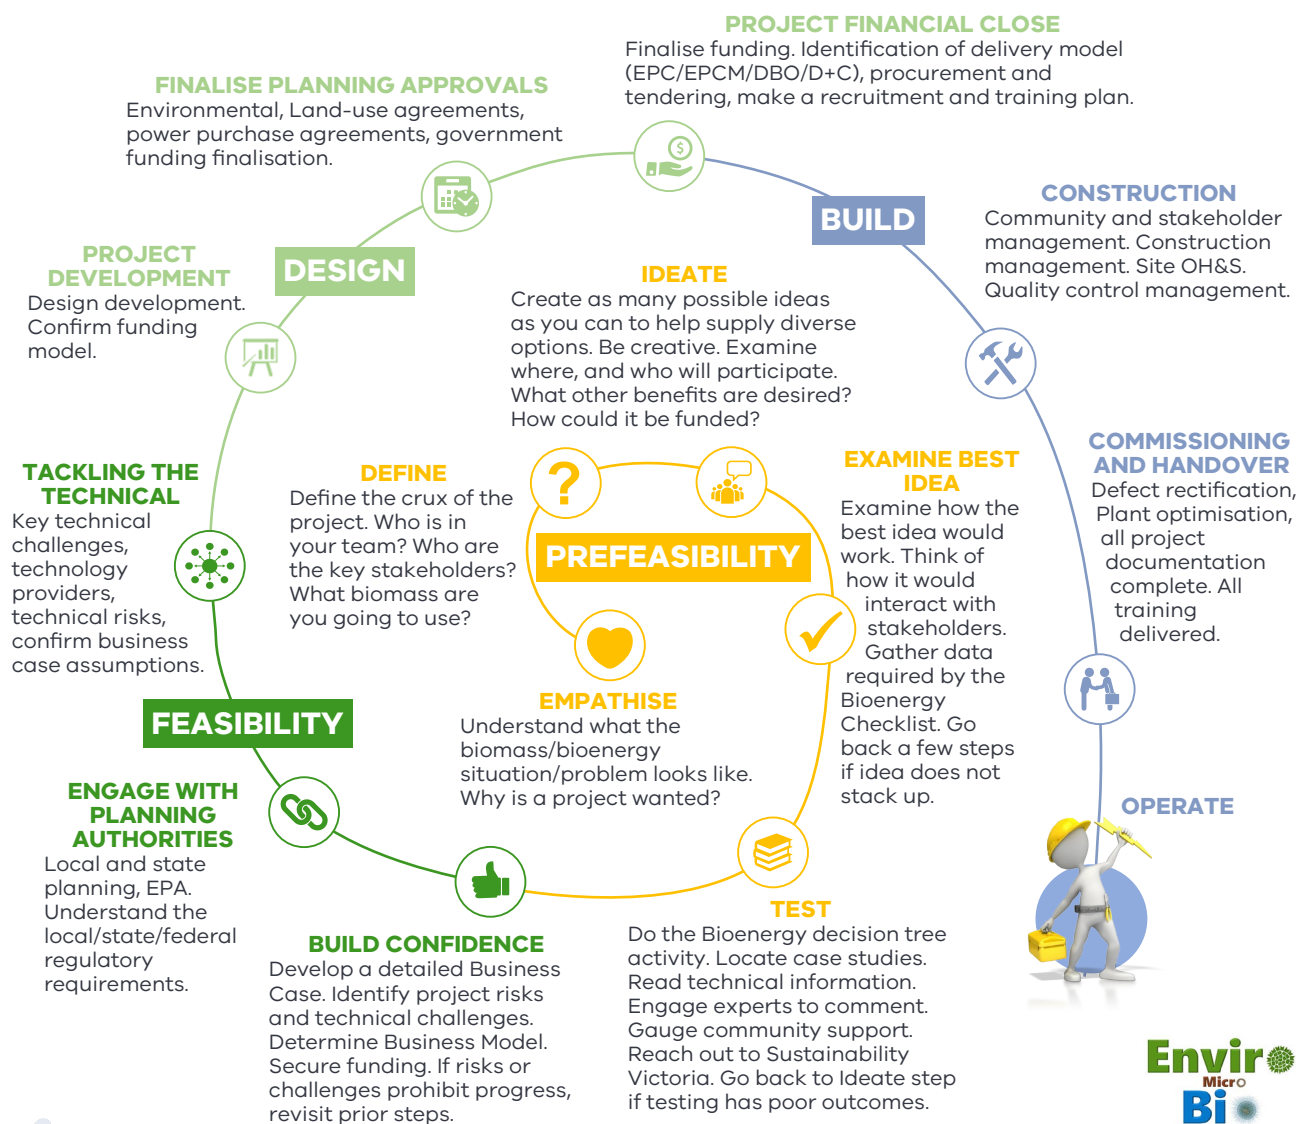 PROJECT FINANCIAL CLOSE
Finalise funding. Identification of delivery model
(EPC/EPCM/DBO/D+C), procurement and
tendering, make a recruitment and training plan.
FINALISE PLANNING APPROVALS
Environmental, Land-use agreements,
power purchase agreements, government
funding finalisation.
CONSTRUCTION
Community and stakeholder
management. Construction
management. Site OH&S.
Quality control management.
BUILD
PROJECT
DEVELOPMENT
Design development.
Confirm funding
model.
DESIGN
IDEATE
Create as many possible ideas
as you can to help supply diverse
options. Be creative. Examine
where, and who will participate.
What other benefits are desired?
How could it be funded?
COMMISSIONING
AND HANDOVER
Defect rectification,
Plant optimisation,
all project
documentation
complete. All
training
delivered.
TACKLING THE
TECHNICAL
Key technical
challenges,
technology
providers,
technical risks,
confirm business
case assumptions.
DEFINE
Define the crux of the
project. Who is in
your team? Who are
the key stakeholders?
What biomass are
you going to use?
EXAMINE BEST
IDEA
Examine how the
best idea would
work. Think of
how it would
interact with
stakeholders.
Gather data
required by the
Bioenergy
Checklist. Go
back a few steps
if idea does not
stack up.
PREFEASIBILITY
EMPATHISE
Understand what the
biomass/bioenergy
situation/problem looks like.
Why is a project wanted?
FEASIBILITY
ENGAGE WITH
PLANNING
AUTHORITIES
Local and state
planning, EPA.
Understand the
local/state/federal
regulatory
requirements.
OPERATE
BUILD CONFIDENCE
Develop a detailed Business
Case. Identify project risks
and technical challenges.
Determine Business Model.
Secure funding. If risks or
challenges prohibit progress,
revisit prior steps.
TEST
Do the Bioenergy decision tree
activity. Locate case studies.
Read technical information.
Engage experts to comment.
Gauge community support.
Reach out to Sustainability
Victoria. Go back to Ideate step
if testing has poor outcomes.
Enviro
Micro
Bio